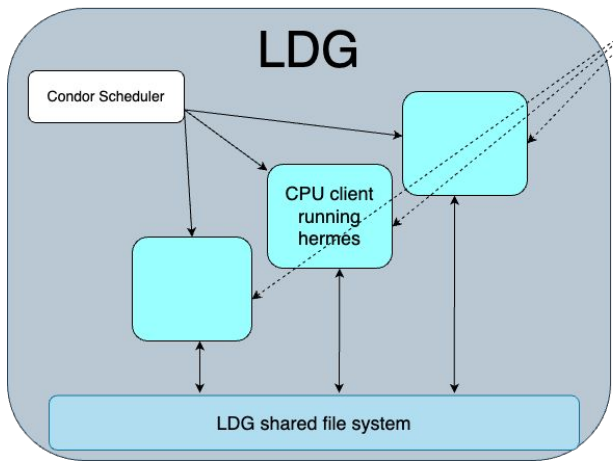 LDG
Condor Scheduler
CPU client
running
hermes
LDG shared file system